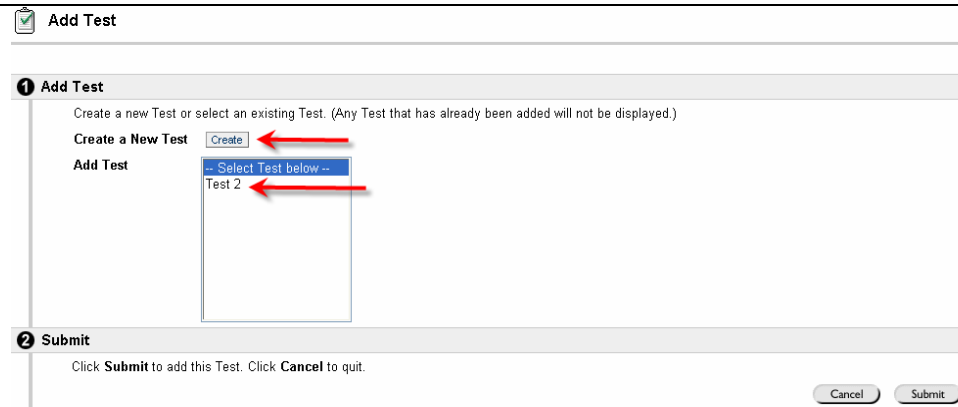 Add Test
1 Add Test
Create a new Test or select an existing Test. (Any Test that has already been added will not be displayed.)
Create a New Test Create
Add Test
-- Select Test below --
Test 2
2 Submit
Click Submit to add this Test. Click Cancel to quit.
Cancel Submit